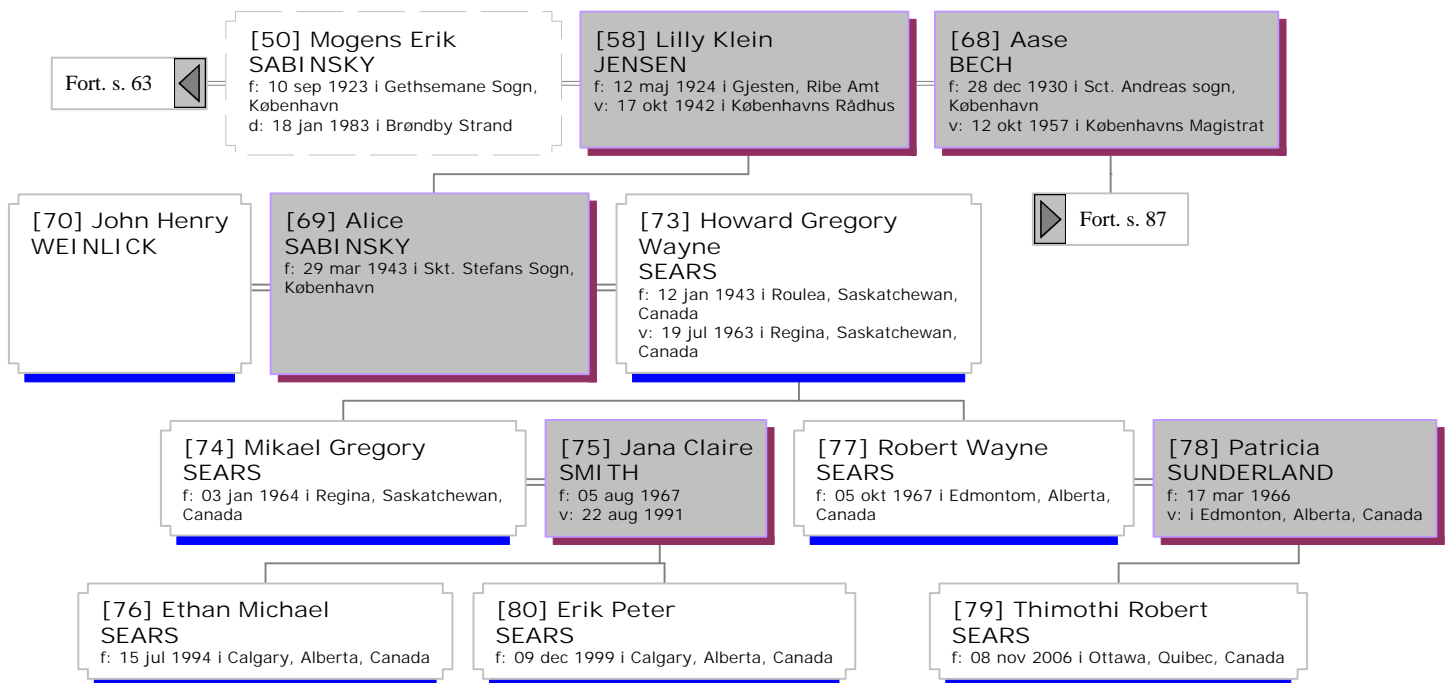 Fort. s. 63
[50] Mogens Erik
SABINSKY
f: 10 sep 1923 i Gethsemane Sogn,
København
d: 18 jan 1983 i Brøndby Strand
[58] Lilly Klein
JENSEN
f: 12 maj 1924 i Gjesten, Ribe Amt
v: 17 okt 1942 i Københavns Rådhus
[68] Aase
BECH
f: 28 dec 1930 i Sct. Andreas sogn,
København
v: 12 okt 1957 i Københavns Magistrat
[70] John Henry
WEINLICK
[69] Alice
SABINSKY
f: 29 mar 1943 i Skt. Stefans Sogn,
København
[73] Howard Gregory
Wayne
SEARS
f: 12 jan 1943 i Roulea, Saskatchewan,
Canada
v: 19 jul 1963 i Regina, Saskatchewan,
Canada
Fort. s. 87
[74] Mikael Gregory
SEARS
f: 03 jan 1964 i Regina, Saskatchewan,
Canada
[75] Jana Claire
SMITH
f: 05 aug 1967
v: 22 aug 1991
[77] Robert Wayne
SEARS
f: 05 okt 1967 i Edmontom, Alberta,
Canada
[78] Patricia
SUNDERLAND
f: 17 mar 1966
v: i Edmonton, Alberta, Canada
[76] Ethan Michael
SEARS
f: 15 jul 1994 i Calgary, Alberta, Canada
[80] Erik Peter
SEARS
f: 09 dec 1999 i Calgary, Alberta, Canada
[79] Thimothi Robert
SEARS
f: 08 nov 2006 i Ottawa, Quibec, Canada